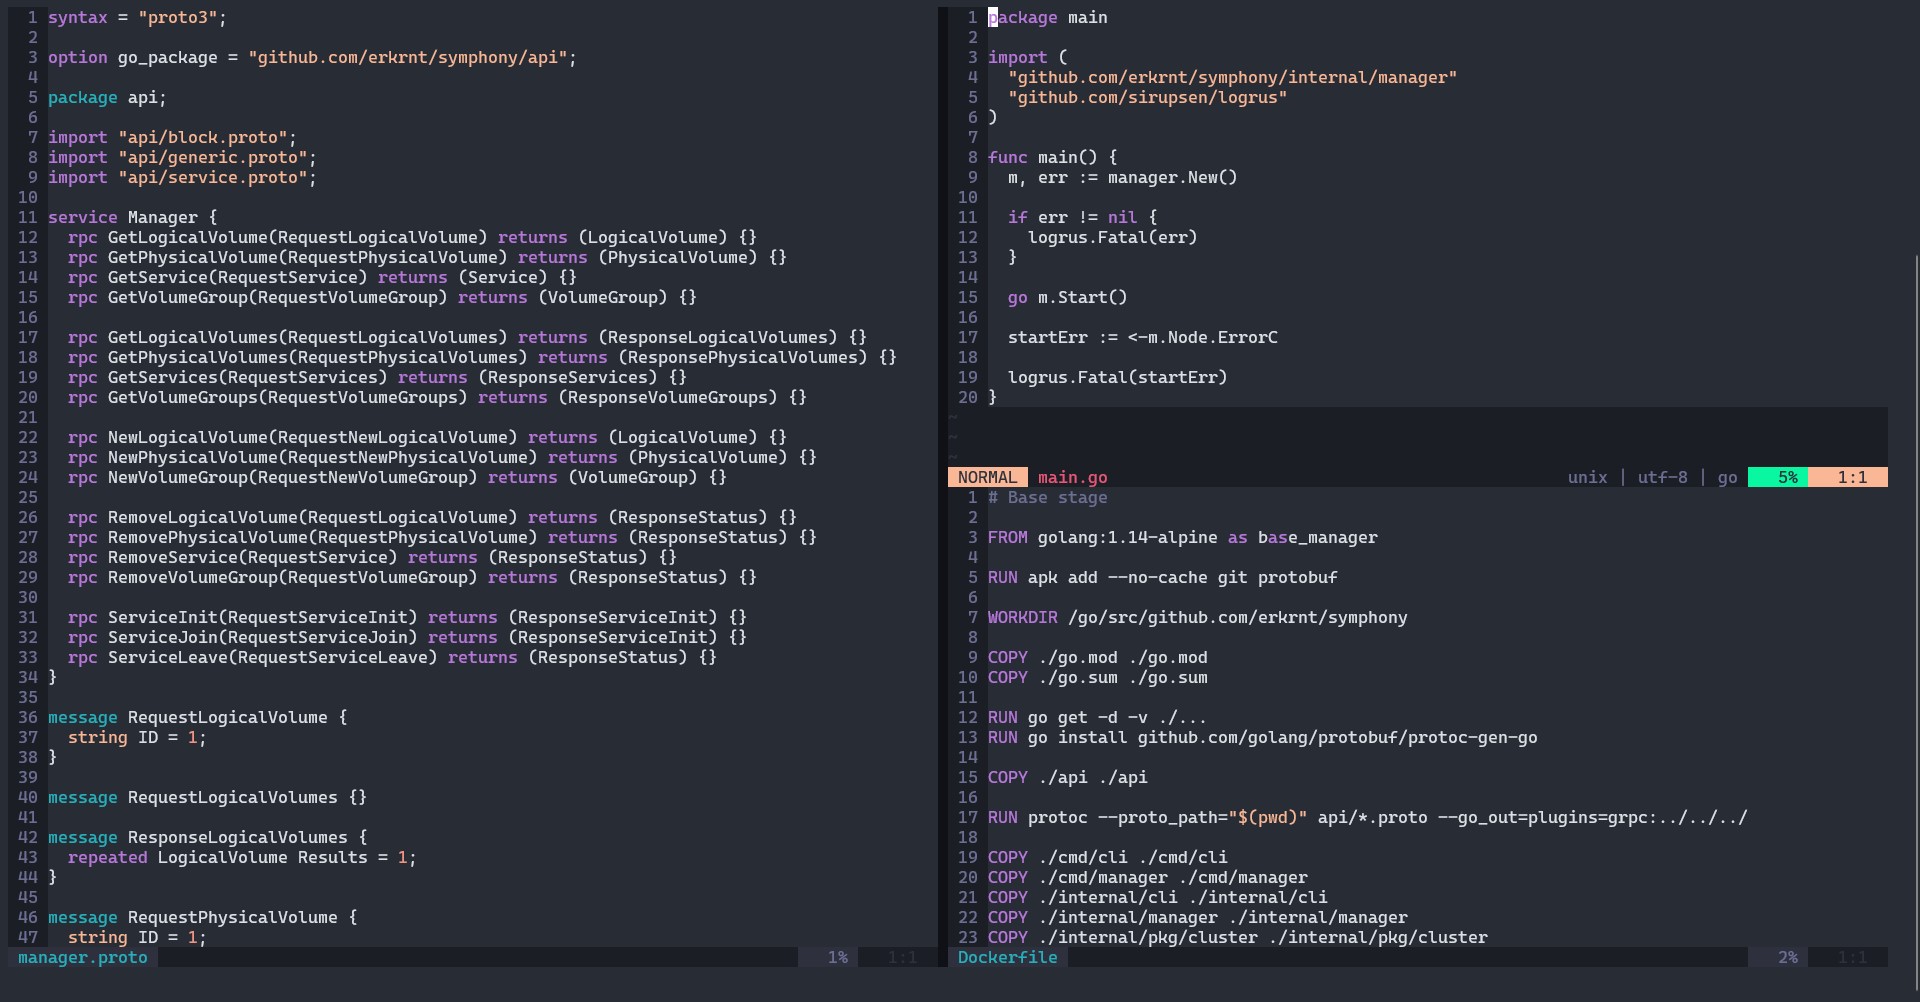 1 syntax = "proto3";
2
3 option go_package = "github.com/erkrnt/symphony/api";
4
5 package api;
6
7 import "api/block.proto";
8 import "api/generic.proto";
9 import "api/service.proto";
10
11 service Manager {
12   rpc GetLogicalVolume(RequestLogicalVolume) returns (LogicalVolume) {}
13   rpc GetPhysicalVolume(RequestPhysicalVolume) returns (PhysicalVolume) {}
14   rpc GetService(RequestService) returns (Service) {}
15   rpc GetVolumeGroup(RequestVolumeGroup) returns (VolumeGroup) {}
16
17   rpc GetLogicalVolumes(RequestLogicalVolumes) returns (ResponseLogicalVolumes) {}
18   rpc GetPhysicalVolumes(RequestPhysicalVolumes) returns (ResponsePhysicalVolumes) {}
19   rpc GetServices(RequestServices) returns (ResponseServices) {}
20   rpc GetVolumeGroups(RequestVolumeGroups) returns (ResponseVolumeGroups) {}
21
22   rpc NewLogicalVolume(RequestNewLogicalVolume) returns (LogicalVolume) {}
23   rpc NewPhysicalVolume(RequestNewPhysicalVolume) returns (PhysicalVolume) {}
24   rpc NewVolumeGroup(RequestNewVolumeGroup) returns (VolumeGroup) {}
25
26   rpc RemoveLogicalVolume(RequestLogicalVolume) returns (ResponseStatus) {}
27   rpc RemovePhysicalVolume(RequestPhysicalVolume) returns (ResponseStatus) {}
28   rpc RemoveService(RequestService) returns (ResponseStatus) {}
29   rpc RemoveVolumeGroup(RequestVolumeGroup) returns (ResponseStatus) {}
30
31   rpc ServiceInit(RequestServiceInit) returns (ResponseServiceInit) {}
32   rpc ServiceJoin(RequestServiceJoin) returns (ResponseServiceInit) {}
33   rpc ServiceLeave(RequestServiceLeave) returns (ResponseStatus) {}
34 }
35
36 message RequestLogicalVolume {
37   string ID = 1;
38 }
39
40 message RequestLogicalVolumes {}
41
42 message ResponseLogicalVolumes {
43   repeated LogicalVolume Results = 1;
44 }
45
46 message RequestPhysicalVolume {
47   string ID = 1;
manager.proto 1% 1:1
1 package main
2
3 import (
4   "github.com/erkrnt/symphony/internal/manager"
5   "github.com/sirupsen/logrus"
6 )
7
8 func main() {
9   m, err := manager.New()
10
11   if err != nil {
12     logrus.Fatal(err)
13   }
14
15   go m.Start()
16
17   startErr := <-m.Node.ErrorC
18
19   logrus.Fatal(startErr)
20 }
~
~
~
NORMAL main.go unix | utf-8 | go 5% 1:1
1 # Base stage
2
3 FROM golang:1.14-alpine as base_manager
4
5 RUN apk add --no-cache git protobuf
6
7 WORKDIR /go/src/github.com/erkrnt/symphony
8
9 COPY ./go.mod ./go.mod
10 COPY ./go.sum ./go.sum
11
12 RUN go get -d -v ./...
13 RUN go install github.com/golang/protobuf/protoc-gen-go
14
15 COPY ./api ./api
16
17 RUN protoc --proto_path="$(pwd)" api/*.proto --go_out=plugins=grpc:../../../
18
19 COPY ./cmd/cli ./cmd/cli
20 COPY ./cmd/manager ./cmd/manager
21 COPY ./internal/cli ./internal/cli
22 COPY ./internal/manager ./internal/manager
23 COPY ./internal/pkg/cluster ./internal/pkg/cluster
Dockerfile 2% 1:1